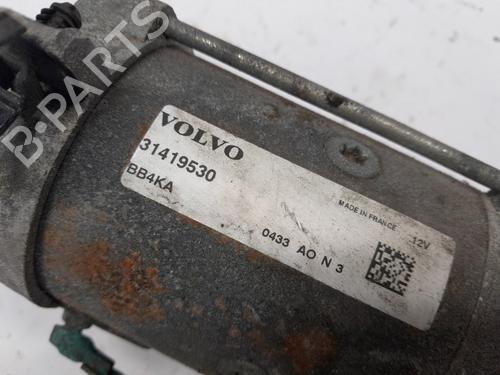 B-PARTS
VOLVO
31419530
BB4KA
MADE IN FRANCE
12V
0433 AO N 3